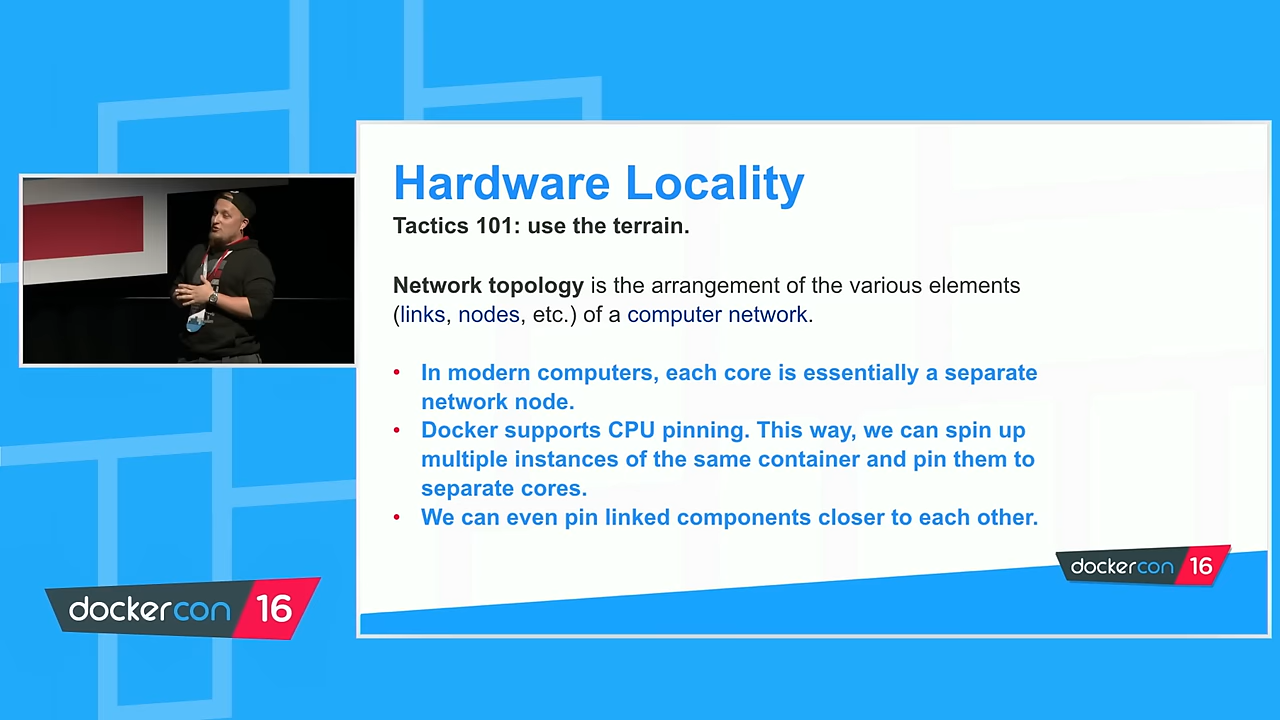 Hardware Locality
Tactics 101: use the terrain.
Network topology is the arrangement of the various elements
(links, nodes, etc.) of a computer network.
• In modern computers, each core is essentially a separate
network node.
• Docker supports CPU pinning. This way, we can spin up
multiple instances of the same container and pin them to
separate cores.
• We can even pin linked components closer to each other.
dockercon 16
dockercon 16